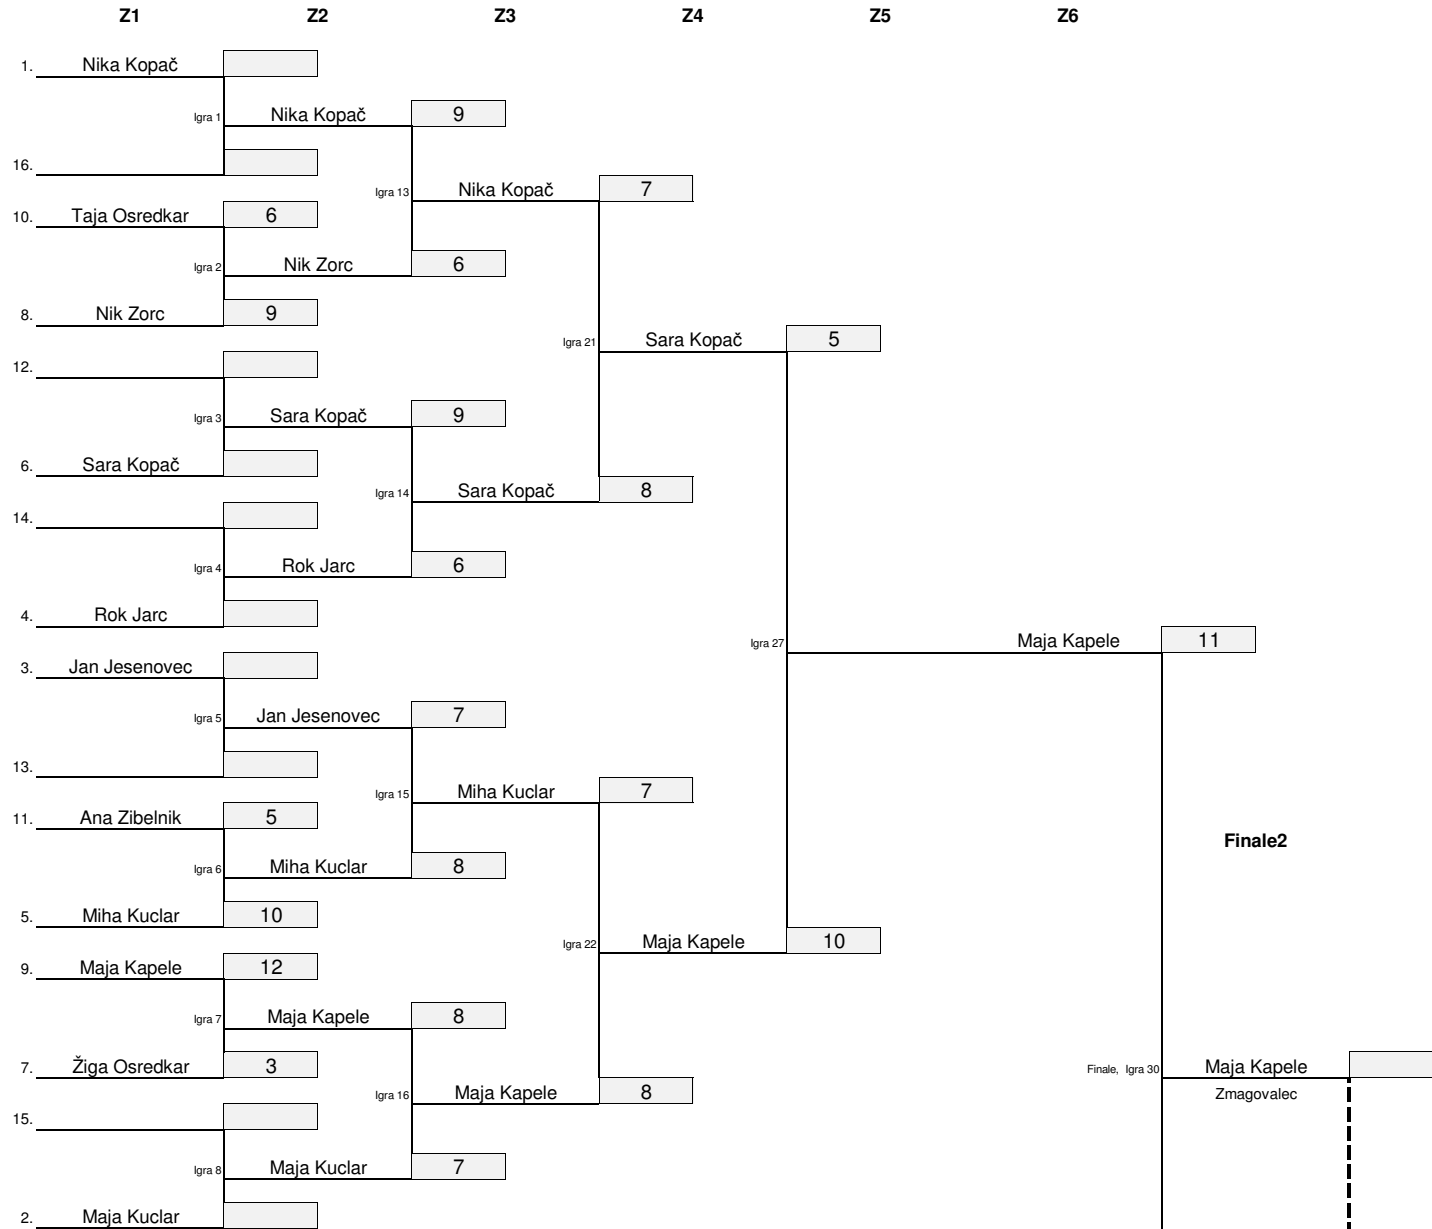 Z1 Z2 Z3 Z4 Z5 Z6
1. Nika Kopač
Igra 1 Nika Kopač 9
16.
Igra 13 Nika Kopač 7
10. Taja Osredkar 6
Igra 2 Nik Zorc 6
8. Nik Zorc 9
Igra 21 Sara Kopač 5
12.
Igra 3 Sara Kopač 9
6. Sara Kopač
Igra 14 Sara Kopač 8
14.
Igra 4 Rok Jarc 6
4. Rok Jarc
Igra 27 Maja Kapele 11
3. Jan Jesenovec
Igra 5 Jan Jesenovec 7
13.
Igra 15 Miha Kuclar 7
11. Ana Zibelnik 5
Finale2
Igra 6 Miha Kuclar 8
5. Miha Kuclar 10
Igra 22 Maja Kapele 10
9. Maja Kapele 12
Igra 7 Maja Kapele 8
7. Žiga Osredkar 3
Finale, Igra 30 Maja Kapele
Zmagovalec
Igra 16 Maja Kapele 8
15.
Igra 8 Maja Kuclar 7
2. Maja Kuclar